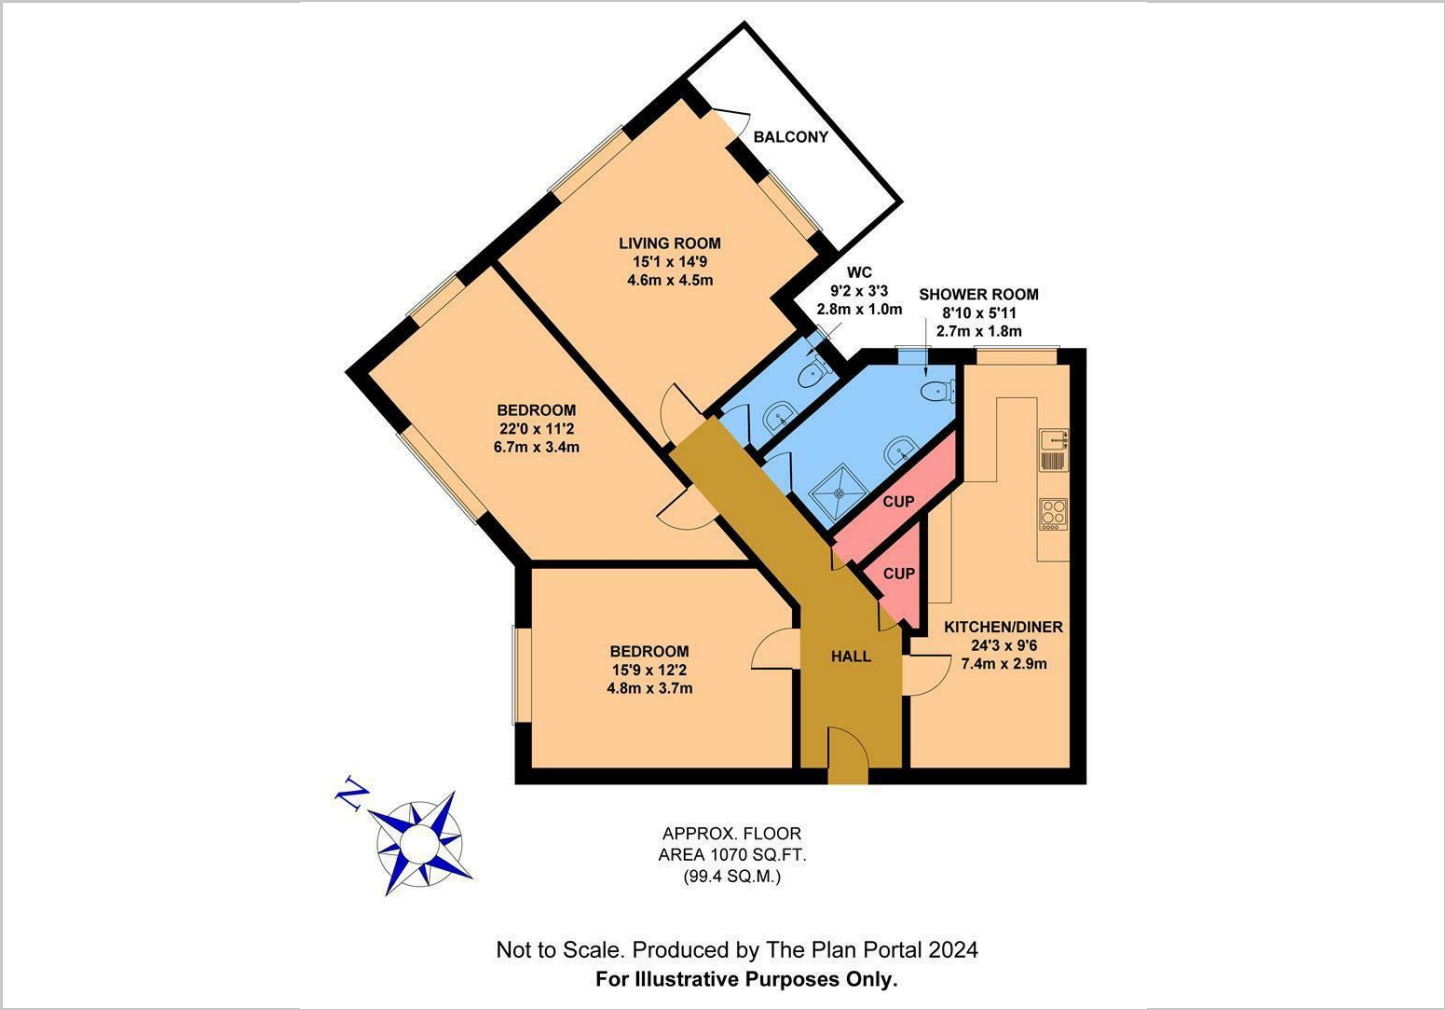 BALCONY
LIVING ROOM
15'1 x 14'9
4.6m x 4.5m
WC
9'2 x 3'3
2.8m x 1.0m
SHOWER ROOM
8'10 x 5'11
2.7m x 1.8m
BEDROOM
22'0 x 11'2
6.7m x 3.4m
CUP
CUP
BEDROOM
15'9 x 12'2
4.8m x 3.7m
HALL
KITCHEN/DINER
24'3 x 9'6
7.4m x 2.9m
N
APPROX. FLOOR
AREA 1070 SQ.FT.
(99.4 SQ.M.)
Not to Scale. Produced by The Plan Portal 2024
For Illustrative Purposes Only.